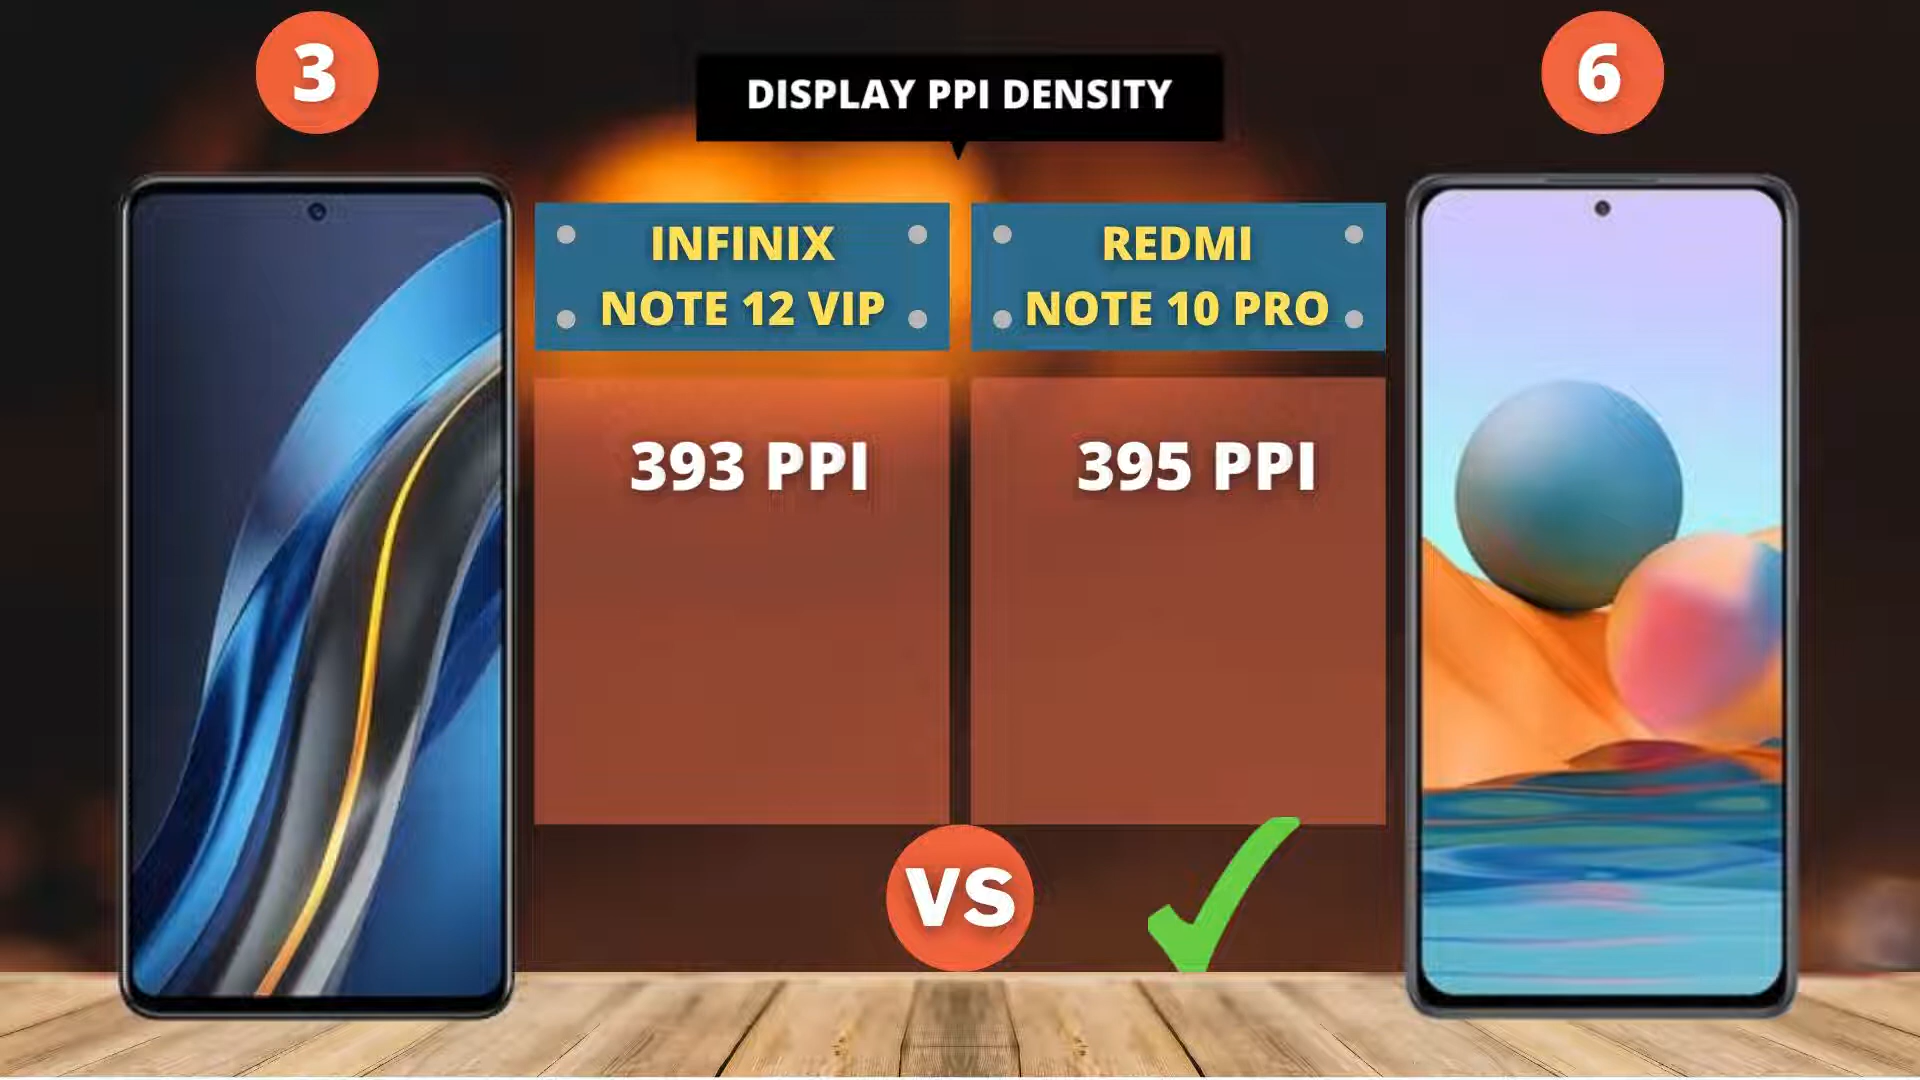 3
DISPLAY PPI DENSITY
6
INFINIX
NOTE 12 VIP
REDMI
NOTE 10 PRO
393 PPI
395 PPI
VS